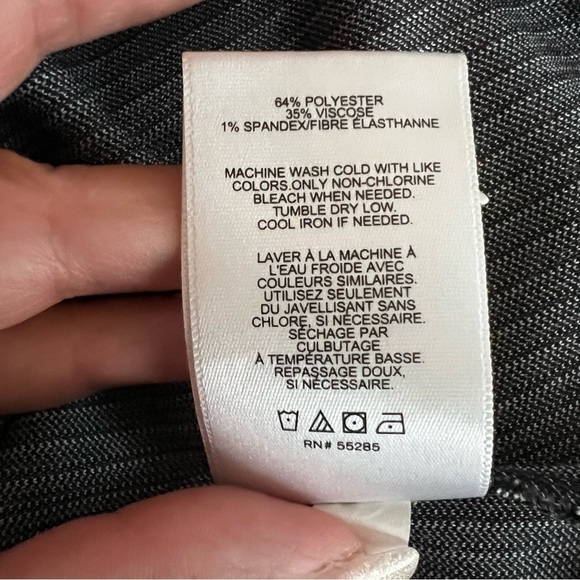 64% POLYESTER
35% VISCOSE
1% SPANDEX/FIBRE ÉLASTHANNE
MACHINE WASH COLD WITH LIKE
COLORS.ONLY NON-CHLORINE
BLEACH WHEN NEEDED.
TUMBLE DRY LOW.
COOL IRON IF NEEDED.
LAVER À LA MACHINE À
L'EAU FROIDE AVEC
COULEURS SIMILAIRES.
UTILISEZ SEULEMENT
DU JAVELLISANT SANS
CHLORE, SI NÉCESSAIRE.
SÉCHAGE PAR
CULBUTAGE
À TEMPÉRATURE BASSE.
REPASSAGE DOUX,
SI NÉCESSAIRE.
RN# 55285